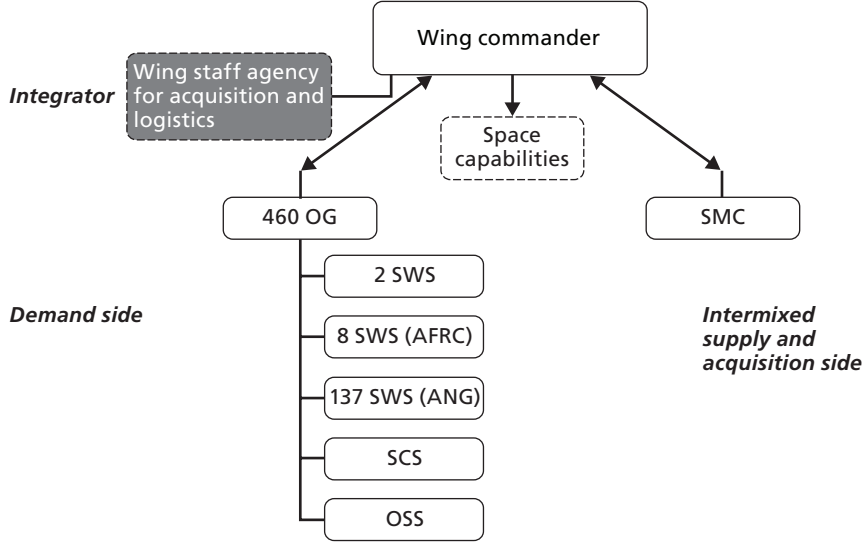 Wing commander
Integrator
Wing staff agency
for acquisition and
logistics
Space
capabilities
460 OG
SMC
2 SWS
Demand side
Intermixed
supply and
acquisition side
8 SWS (AFRC)
137 SWS (ANG)
SCS
OSS